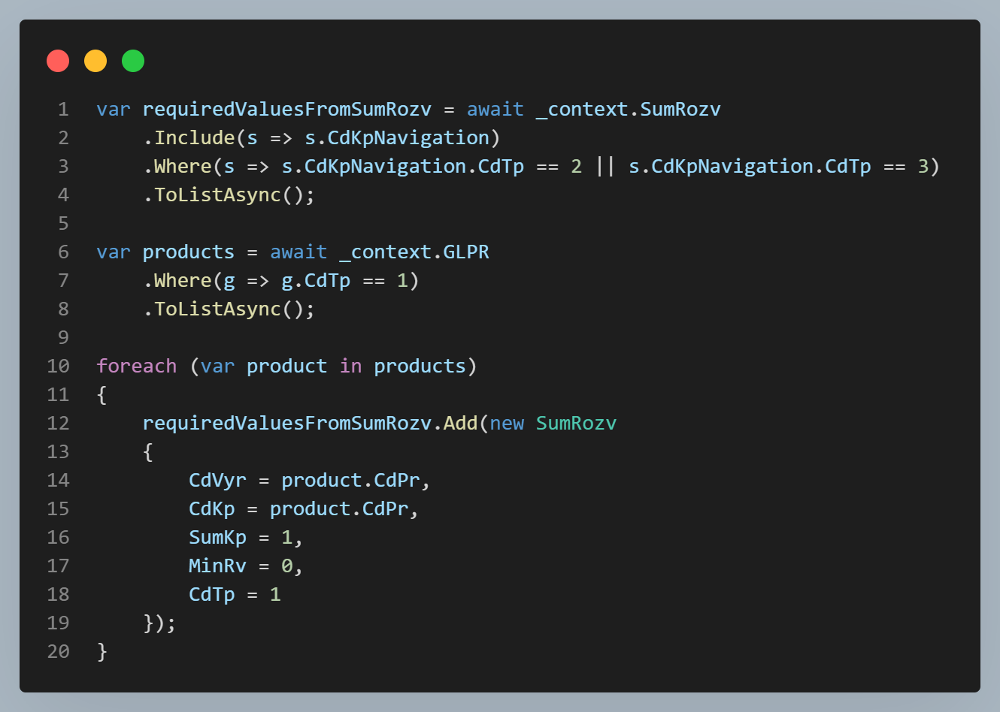 1 var requiredValuesFromSumRozv = await _context.SumRozv
2     .Include(s => s.CdKpNavigation)
3     .Where(s => s.CdKpNavigation.CdTp == 2 || s.CdKpNavigation.CdTp == 3)
4     .ToListAsync();
5
6 var products = await _context.GLPR
7     .Where(g => g.CdTp == 1)
8     .ToListAsync();
9
10 foreach (var product in products)
11 {
12     requiredValuesFromSumRozv.Add(new SumRozv
13     {
14         CdVyr = product.CdPr,
15         CdKp = product.CdPr,
16         SumKp = 1,
17         MinRv = 0,
18         CdTp = 1
19     });
20 }